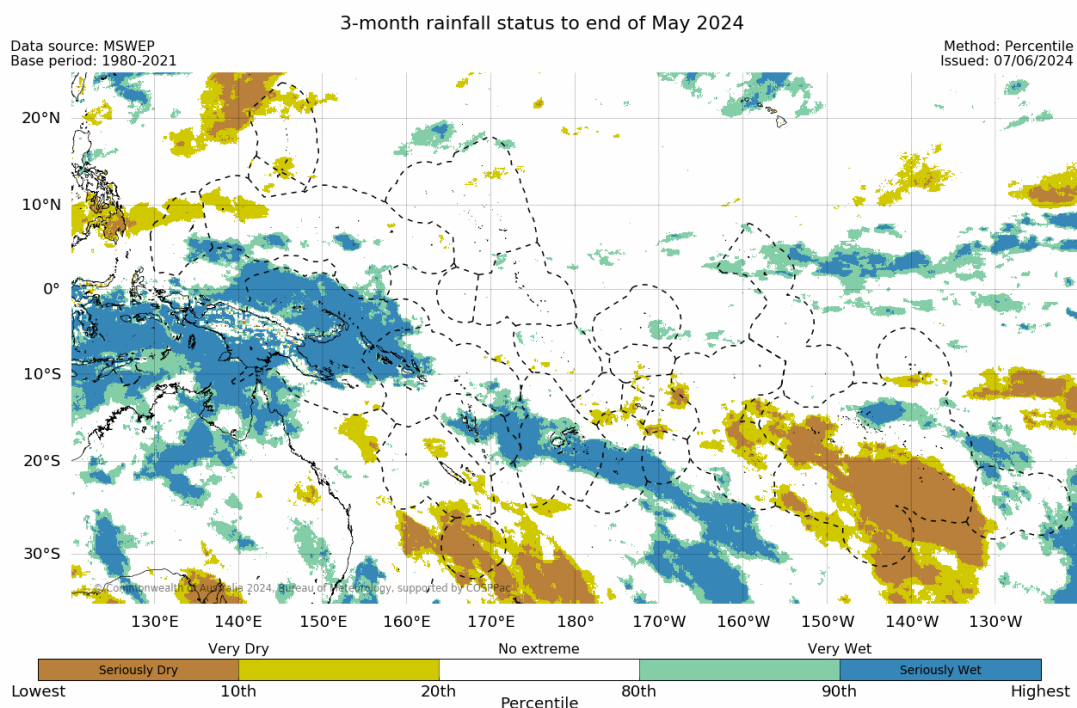 3-month rainfall status to end of May 2024
Data source: MSWEP
Base period: 1980-2021
Method: Percentile
Issued: 07/06/2024
20°N
10°N
0°
10°S
20°S
30°S
©Commonwealth of Australia 2024, Bureau of Meteorology, supported by COSPPac
130°E 140°E 150°E 160°E 170°E 180° 170°W 160°W 150°W 140°W 130°W
Very Dry No extreme Very Wet
Seriously Dry Seriously Wet
Lowest 10th 20th 80th 90th Highest
Percentile